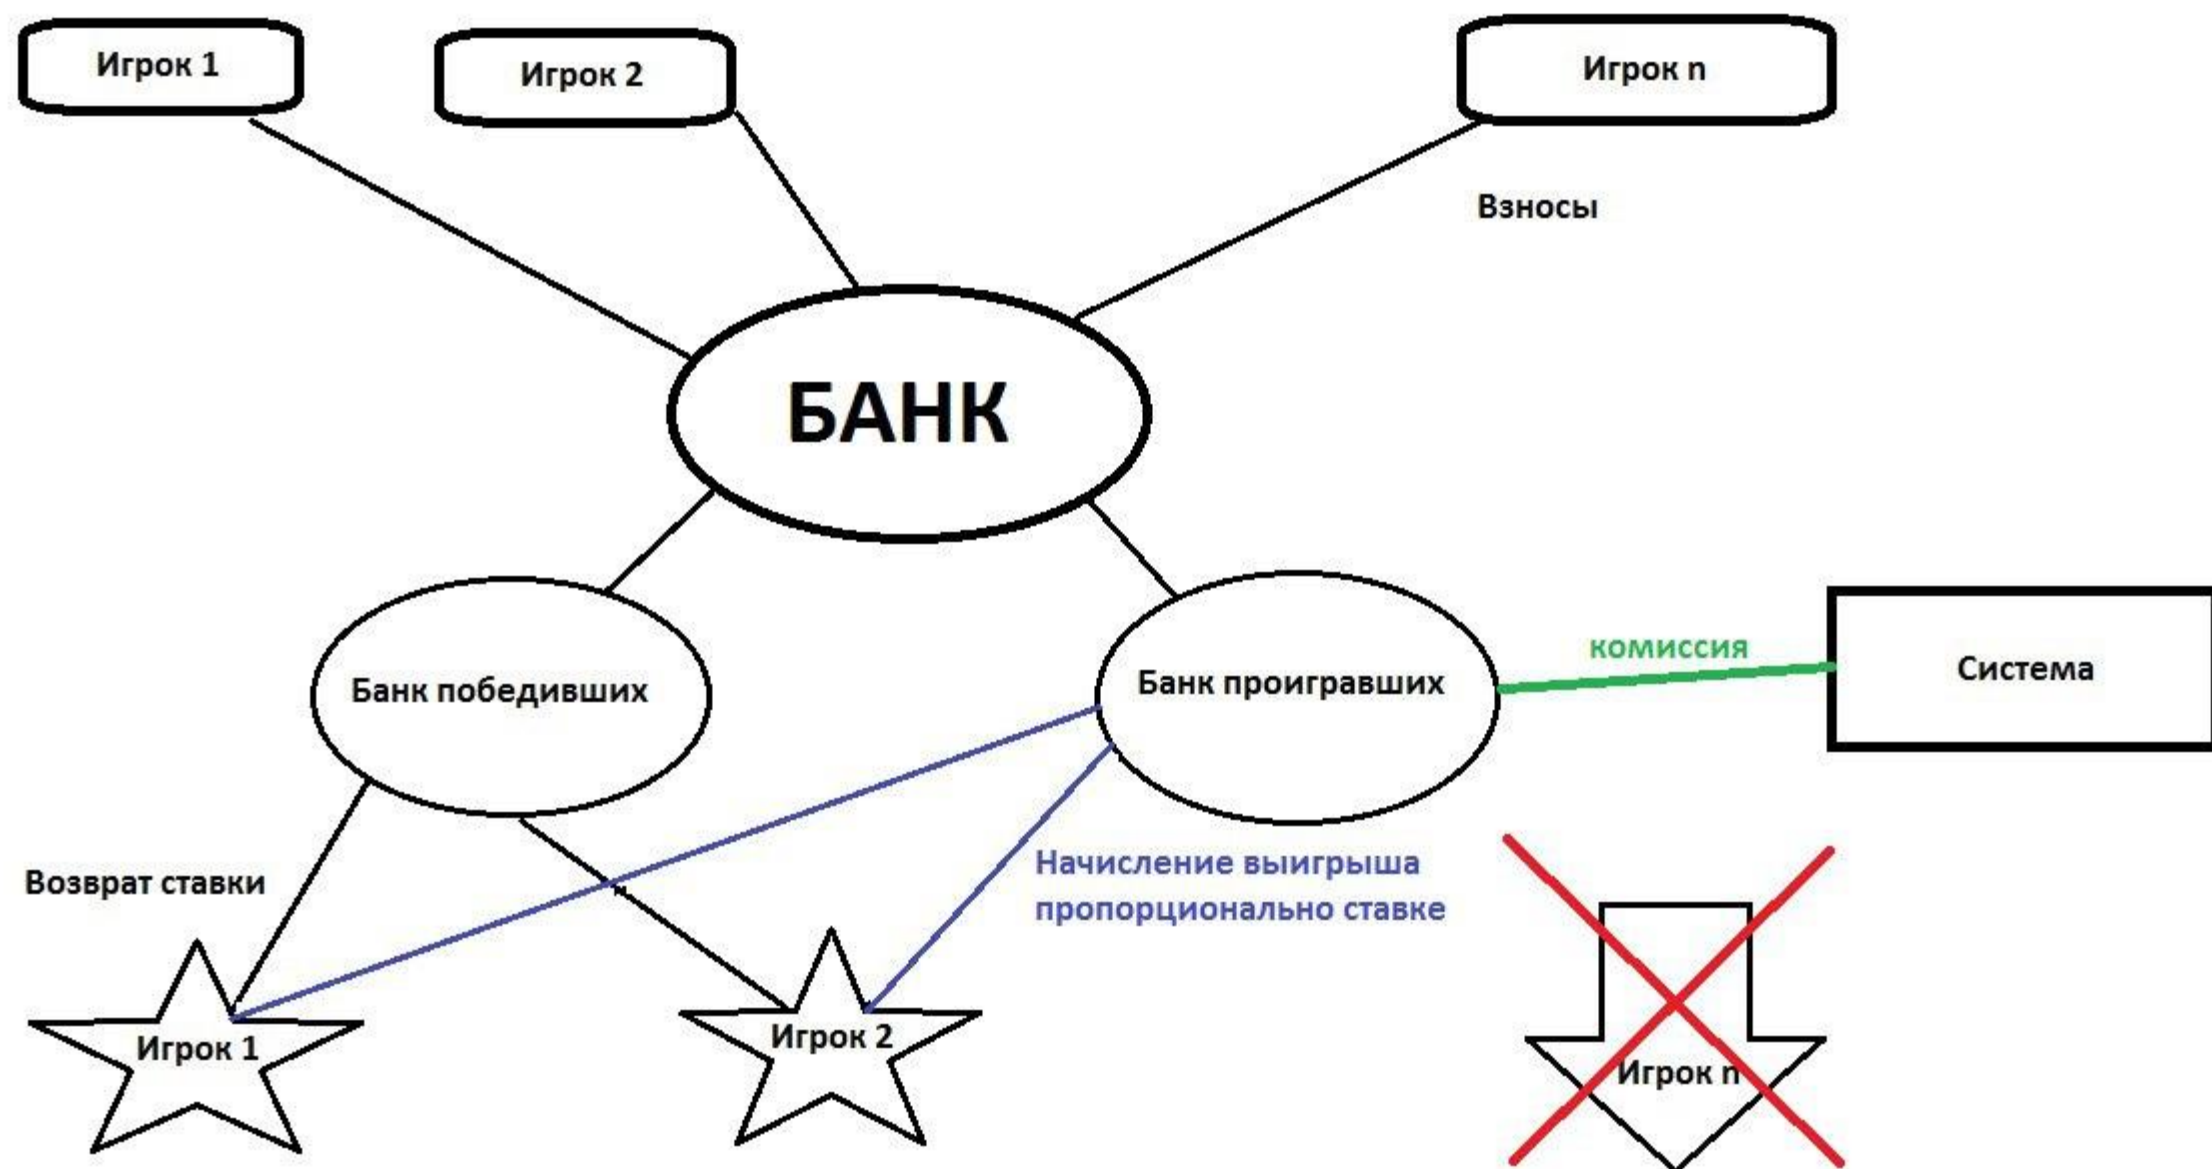 Игрок 1
Игрок 2
Игрок n
Взносы
БАНК
Банк победивших
Банк проигравших
комиссия
Система
Возврат ставки
Начисление выигрыша
пропорционально ставке
Игрок 1
Игрок 2
Игрок n